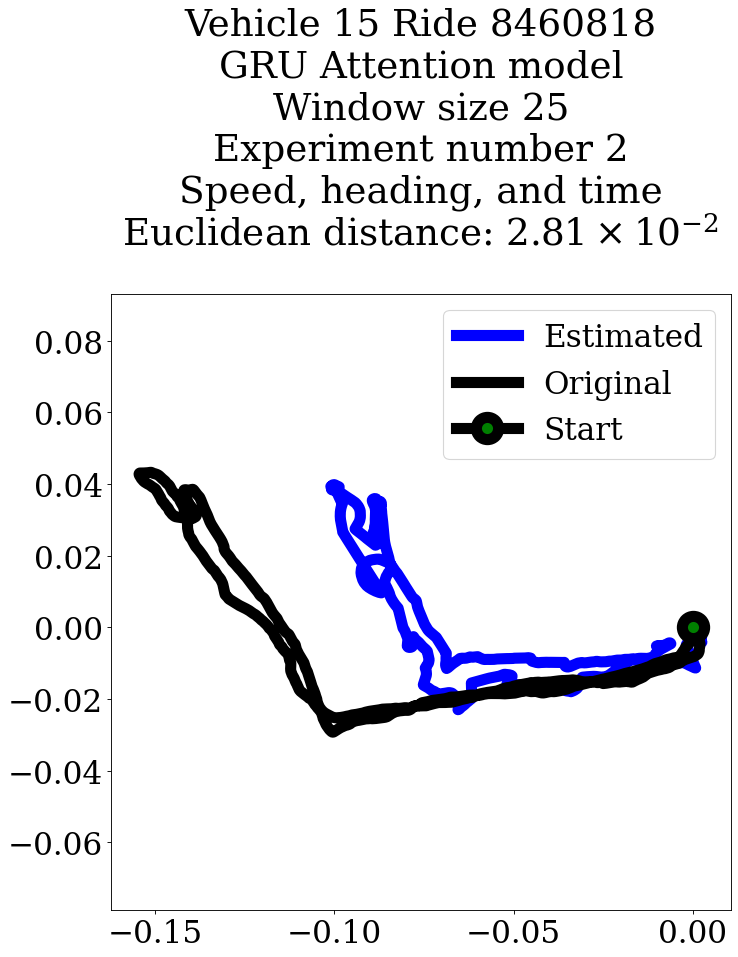 Vehicle 15 Ride 8460818
GRU Attention model
Window size 25
Experiment number 2
Speed, heading, and time
Euclidean distance: 2.81 × 10⁻²
Estimated
Original
Start
0.08
0.06
0.04
0.02
0.00
−0.02
−0.04
−0.06
−0.15 −0.10 −0.05 0.00